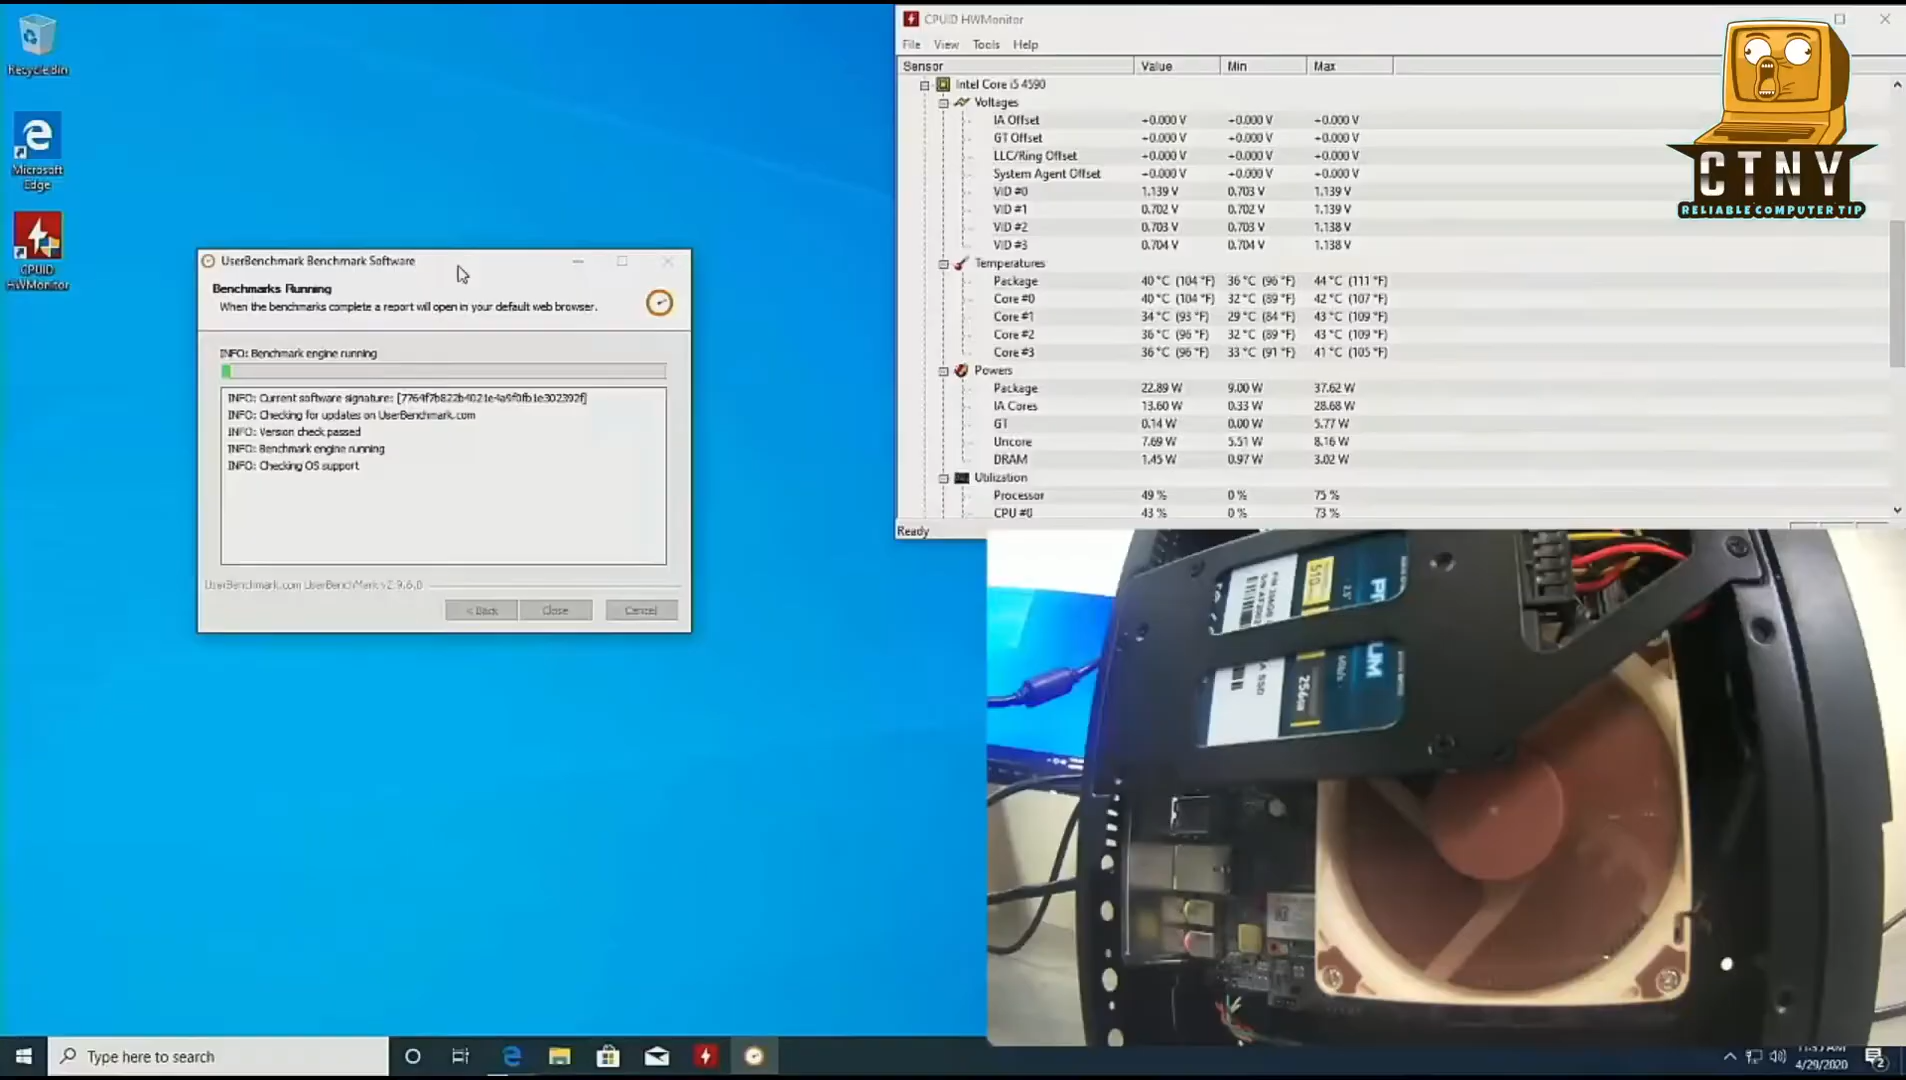 Recycle Bin
Microsoft
Edge
CPUID
HWMonitor
UserBenchmark Benchmark Software
Benchmarks Running
When the benchmarks complete a report will open in your default web browser.
INFO: Benchmark engine running
INFO: Current software signature: [7764f7b822b4021e4a9f0fb1e302392f]
INFO: Checking for updates on UserBenchmark.com
INFO: Version check passed
INFO: Benchmark engine running
INFO: Checking OS support
UserBenchmark.com UserBenchMark v2.9.6.0
< Back
Close
Cancel
CPUID HWMonitor
File View Tools Help
Sensor Value Min Max
Intel Core i5 4590
Voltages
IA Offset +0.000 V +0.000 V +0.000 V
GT Offset +0.000 V +0.000 V +0.000 V
LLC/Ring Offset +0.000 V +0.000 V +0.000 V
System Agent Offset +0.000 V +0.000 V +0.000 V
VID #0 1.139 V 0.703 V 1.139 V
VID #1 0.702 V 0.702 V 1.139 V
VID #2 0.703 V 0.703 V 1.138 V
VID #3 0.704 V 0.704 V 1.138 V
Temperatures
Package 40 °C (104 °F) 36 °C (96 °F) 44 °C (111 °F)
Core #0 40 °C (104 °F) 32 °C (89 °F) 42 °C (107 °F)
Core #1 34 °C (93 °F) 29 °C (84 °F) 43 °C (109 °F)
Core #2 36 °C (96 °F) 32 °C (89 °F) 43 °C (109 °F)
Core #3 36 °C (96 °F) 33 °C (91 °F) 41 °C (105 °F)
Powers
Package 22.89 W 9.00 W 37.62 W
IA Cores 13.60 W 0.33 W 28.68 W
GT 0.14 W 0.00 W 5.77 W
Uncore 7.69 W 5.51 W 8.16 W
DRAM 1.45 W 0.97 W 3.02 W
Utilization
Processor 49 % 0 % 75 %
CPU #0 43 % 0 % 73 %
Ready
CTNY
RELIABLE COMPUTER TIP
510
256GB
SSD
Type here to search
4/29/2020
2